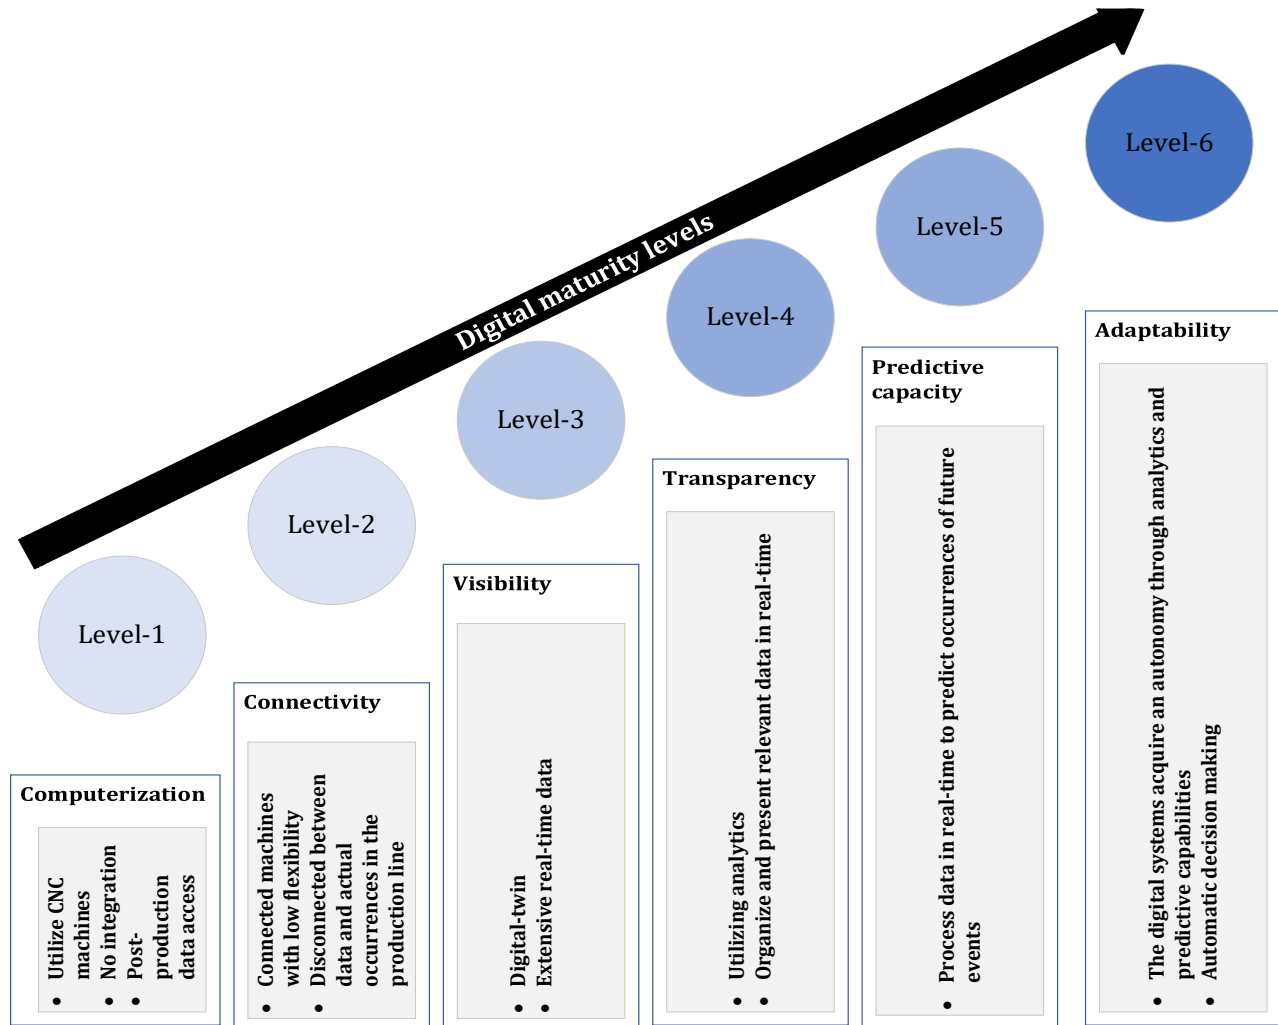 Digital maturity levels
Level-1
Level-2
Level-3
Level-4
Level-5
Level-6
Computerization
• Utilize CNC
machines
• No integration
• Post-
production
data access
Connectivity
• Connected machines
with low flexibility
• Disconnected between
data and actual
occurrences in the
production line
Visibility
• Digital-twin
• Extensive real-time data
Transparency
• Utilizing analytics
• Organize and present relevant data in real-time
Predictive
capacity
• Process data in real-time to predict occurrences of future
events
Adaptability
• The digital systems acquire an autonomy through analytics and
predictive capabilities
• Automatic decision making